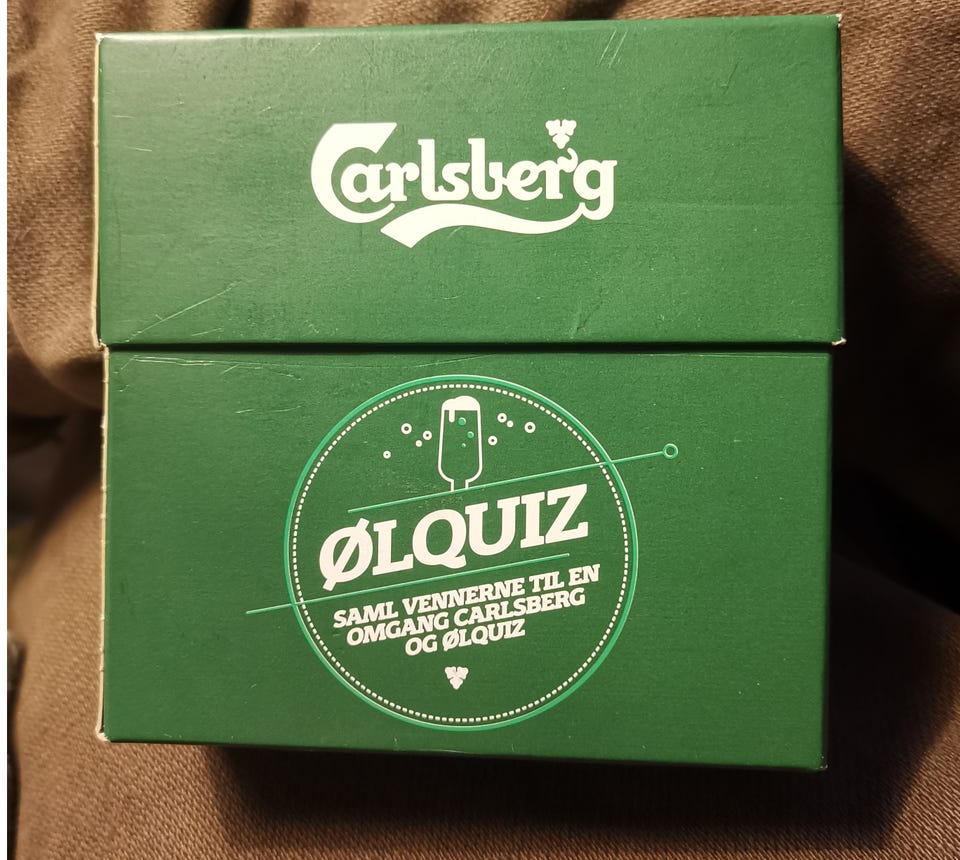 Carlsberg
ØLQUIZ
SAML VENNERNE TIL EN
OMGANG CARLSBERG
OG ØLQUIZ